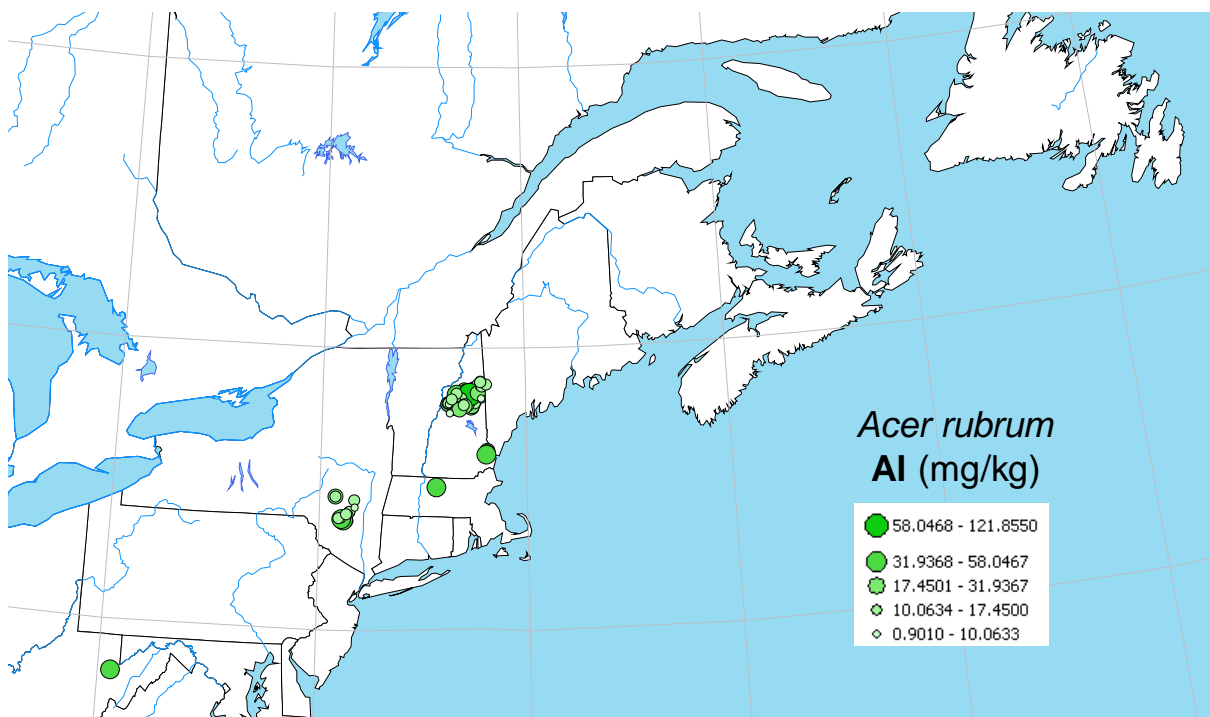 Acer rubrum
Al (mg/kg)
58.0468 - 121.8550
31.9368 - 58.0467
17.4501 - 31.9367
10.0634 - 17.4500
0.9010 - 10.0633